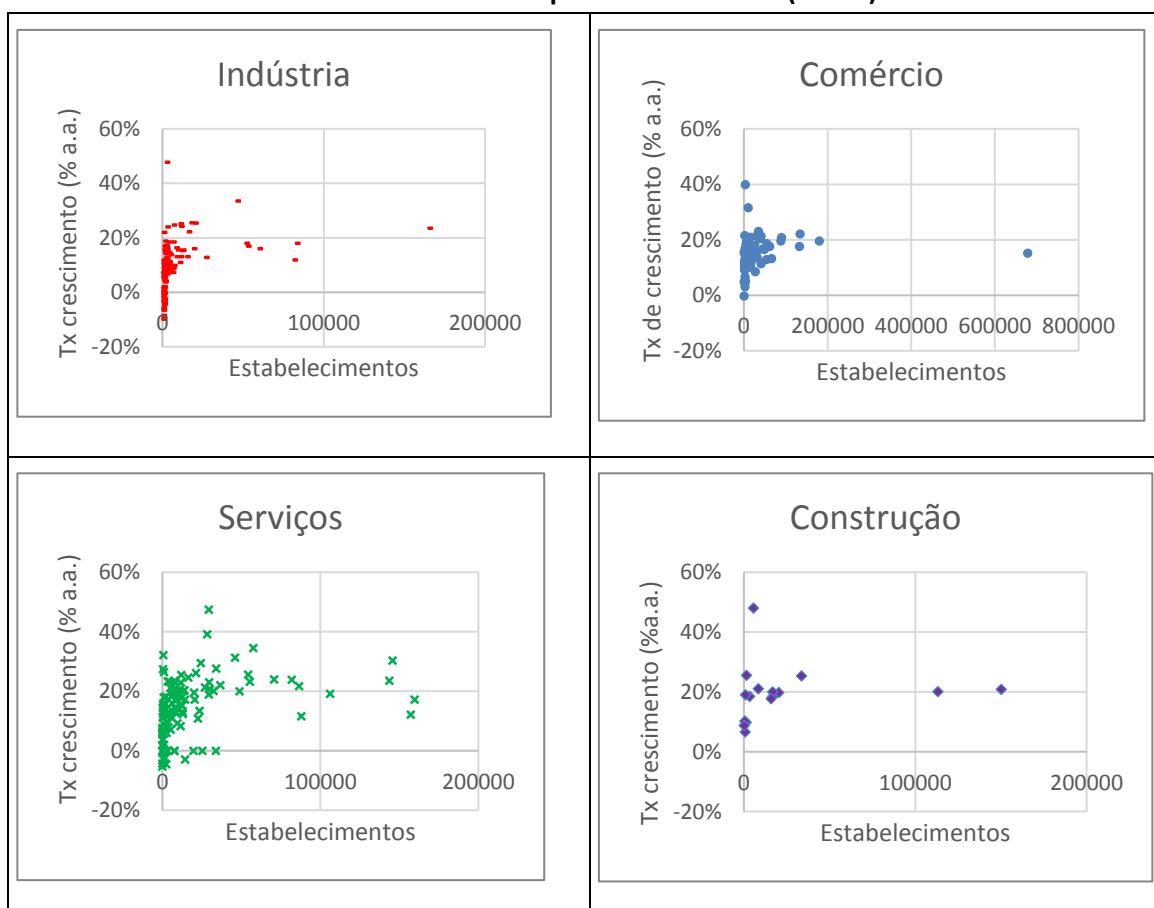 Indústria
Tx crescimento (% a.a.)
60%
40%
20%
0%
-20%
0
100000
200000
Estabelecimentos
Comércio
Tx de crescimento (% a.a.)
60%
40%
20%
0%
-20%
0
200000
400000
600000
800000
Estabelecimentos
Serviços
Tx crescimento (% a.a.)
60%
40%
20%
0%
-20%
0
100000
200000
Estabelecimentos
Construção
Tx crescimento (%a.a.)
60%
40%
20%
0%
-20%
0
100000
200000
Estabelecimentos